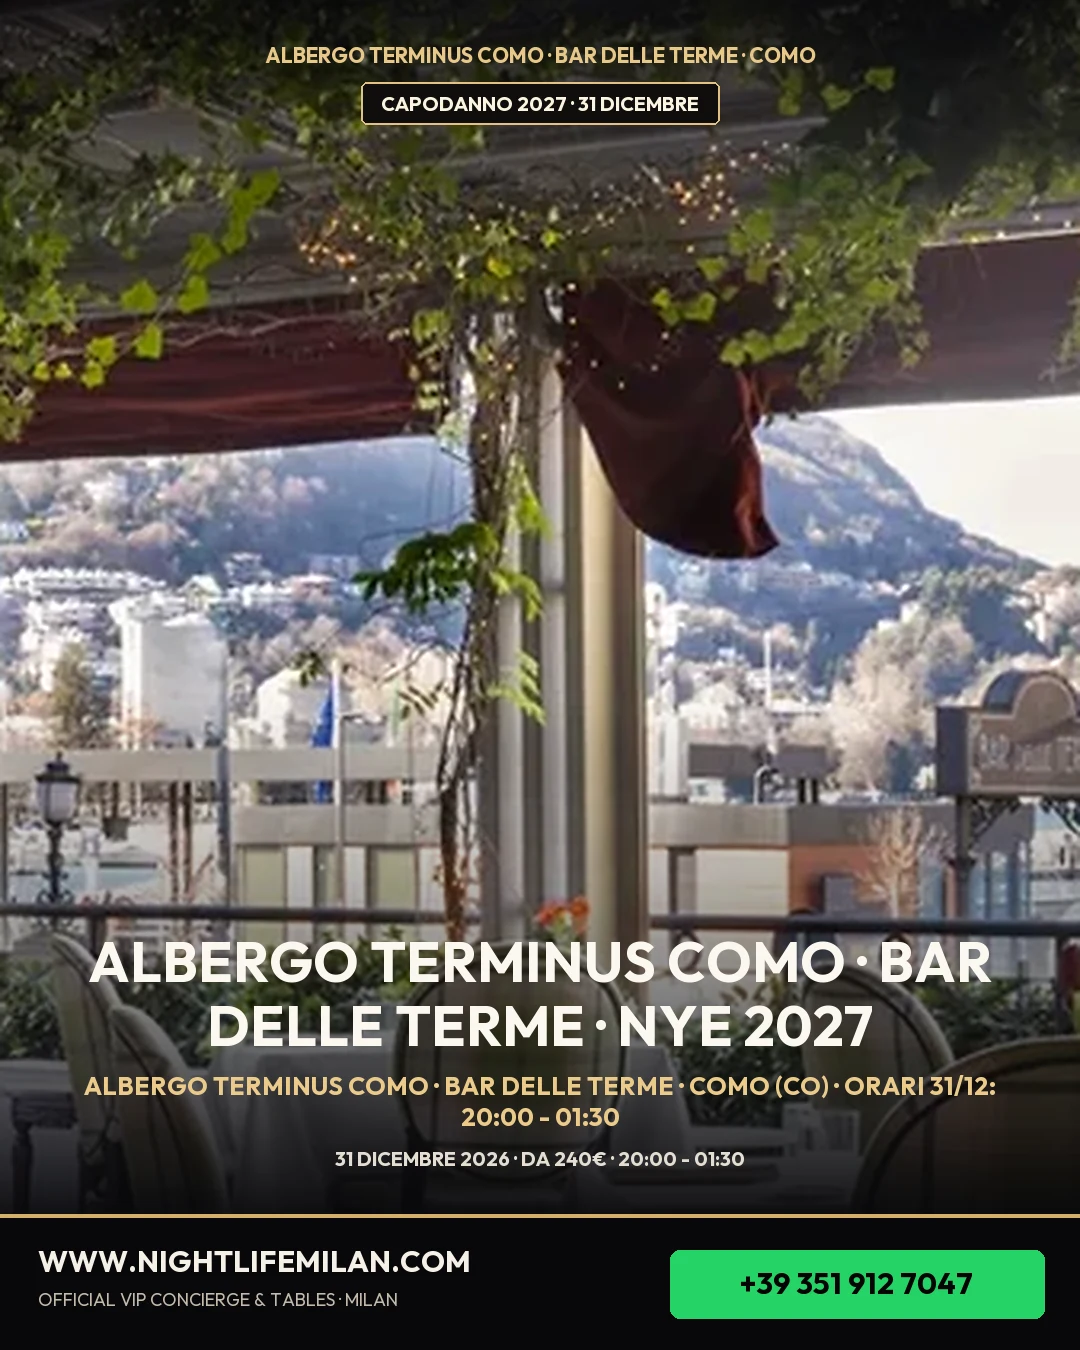 ALBERGO TERMINUS COMO · BAR DELLE TERME · COMO
CAPODANNO 2027 · 31 DICEMBRE
ALBERGO TERMINUS COMO · BAR
DELLE TERME · NYE 2027
ALBERGO TERMINUS COMO · BAR DELLE TERME · COMO (CO) · ORARI 31/12:
20:00 - 01:30
31 DICEMBRE 2026 · DA 240€ · 20:00 - 01:30
WWW.NIGHTLIFEMILAN.COM
OFFICIAL VIP CONCIERGE & TABLES · MILAN
+39 351 912 7047